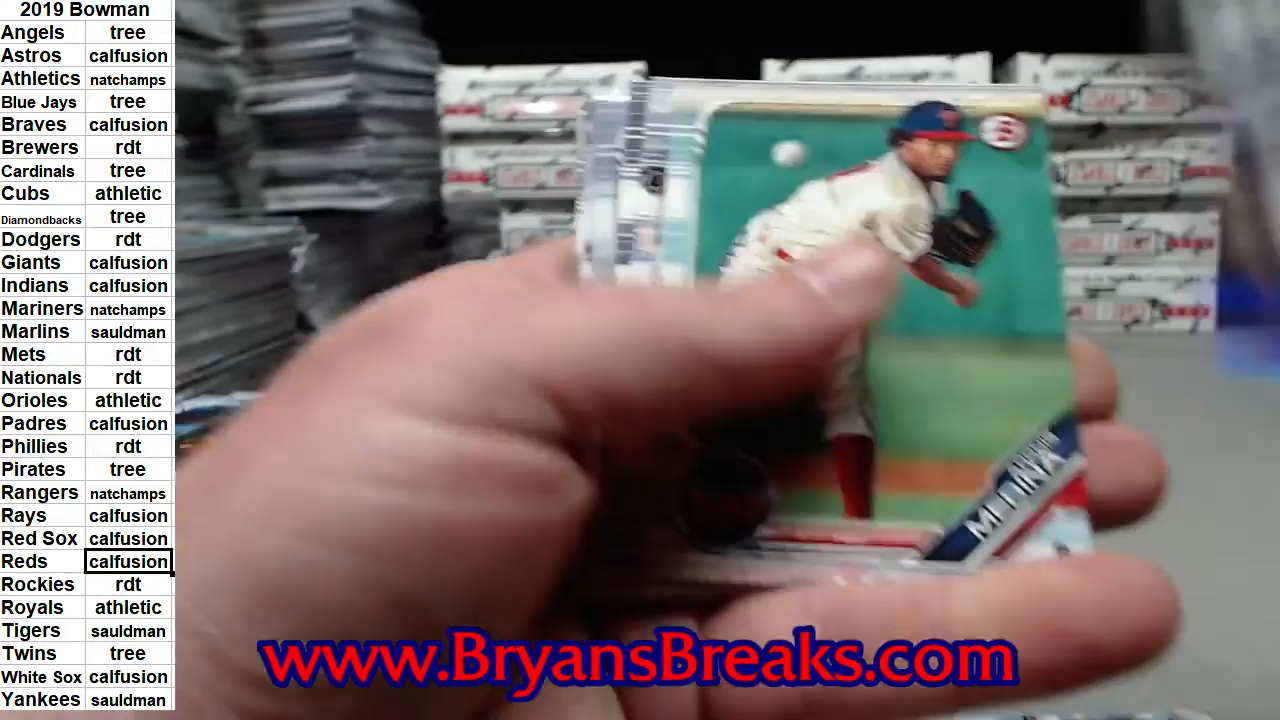 2019 Bowman
Angels tree
Astros calfusion
Athletics natchamps
Blue Jays tree
Braves calfusion
Brewers rdt
Cardinals tree
Cubs athletic
Diamondbacks tree
Dodgers rdt
Giants calfusion
Indians calfusion
Mariners natchamps
Marlins sauldman
Mets rdt
Nationals rdt
Orioles athletic
Padres calfusion
Phillies rdt
Pirates tree
Rangers natchamps
Rays calfusion
Red Sox calfusion
Reds calfusion
Rockies rdt
Royals athletic
Tigers sauldman
Twins tree
White Sox calfusion
Yankees sauldman
MEDINA
www.BryansBreaks.com